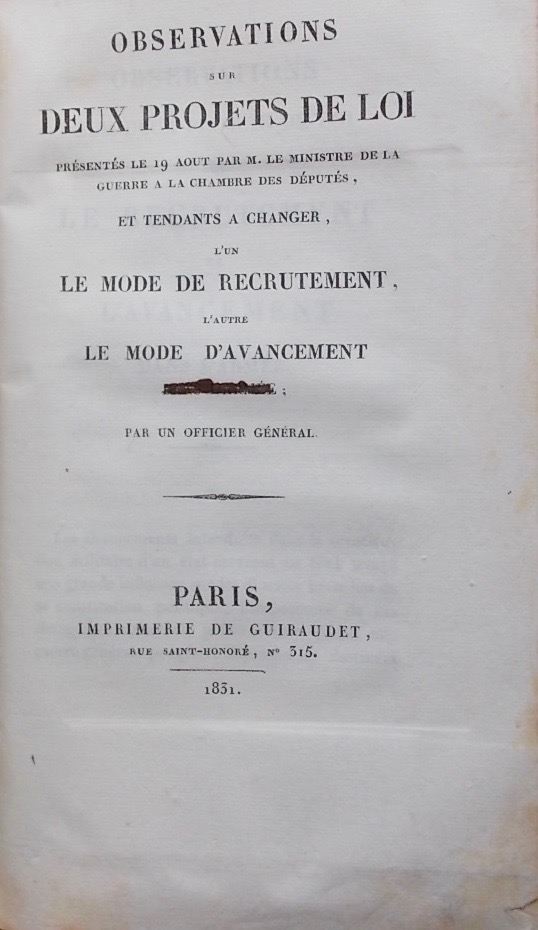 OBSERVATIONS
SUR
DEUX PROJETS DE LOI
PRÉSENTÉS LE 19 AOUT PAR M. LE MINISTRE DE LA
GUERRE A LA CHAMBRE DES DÉPUTÉS,
ET TENDANTS A CHANGER,
L'UN
LE MODE DE RECRUTEMENT,
L'AUTRE
LE MODE D'AVANCEMENT
;
PAR UN OFFICIER GÉNÉRAL.
PARIS,
IMPRIMERIE DE GUIRAUDET,
RUE SAINT-HONORÉ, N° 315.
1831.